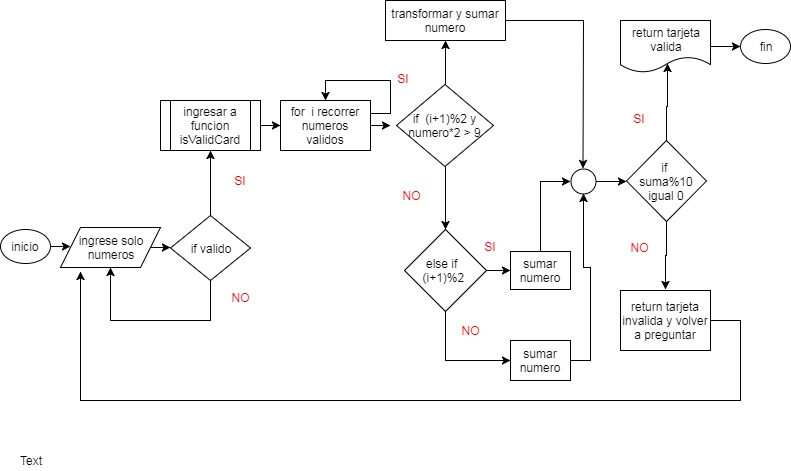 transformar y sumar
numero
return tarjeta
valida
fin
SI
ingresar a
funcion
isValidCard
for  i recorrer
numeros
validos
if  (i+1)%2 y
numero*2 > 9
SI
if
suma%10
igual 0
SI
NO
inicio
ingrese solo
numeros
if valido
NO
else if
(i+1)%2
SI
sumar
numero
NO
NO
return tarjeta
invalida y volver
a preguntar
sumar
numero
Text